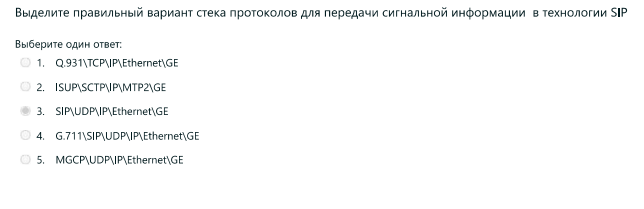 Выделите правильный вариант стека протоколов для передачи сигнальной информации в технологии SIP
Выберите один ответ:
1. Q.931\TCP\IP\Ethernet\GE
2. ISUP\SCTP\IP\MTP2\GE
3. SIP\UDP\IP\Ethernet\GE
4. G.711\SIP\UDP\IP\Ethernet\GE
5. MGCP\UDP\IP\Ethernet\GE